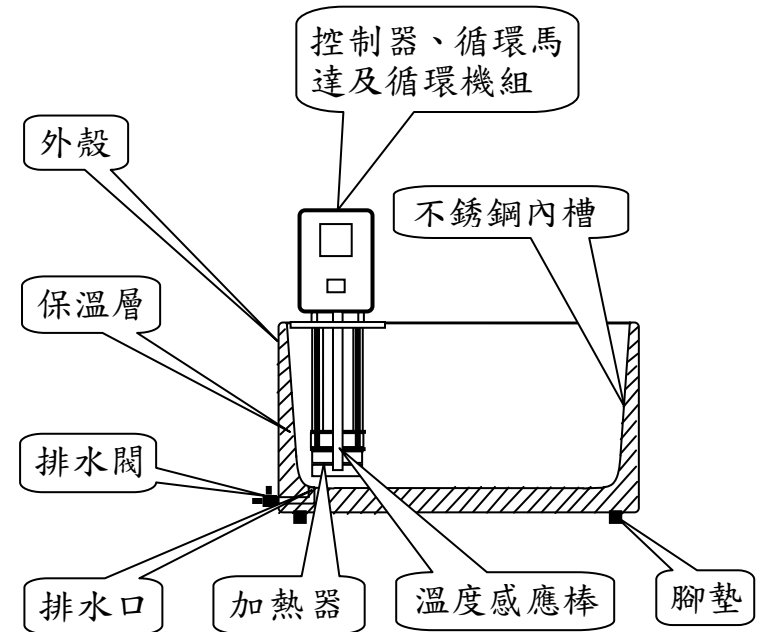 控制器、循環馬
達及循環機組
外殼
不銹鋼內槽
保溫層
排水閥
排水口
加熱器
溫度感應棒
腳墊